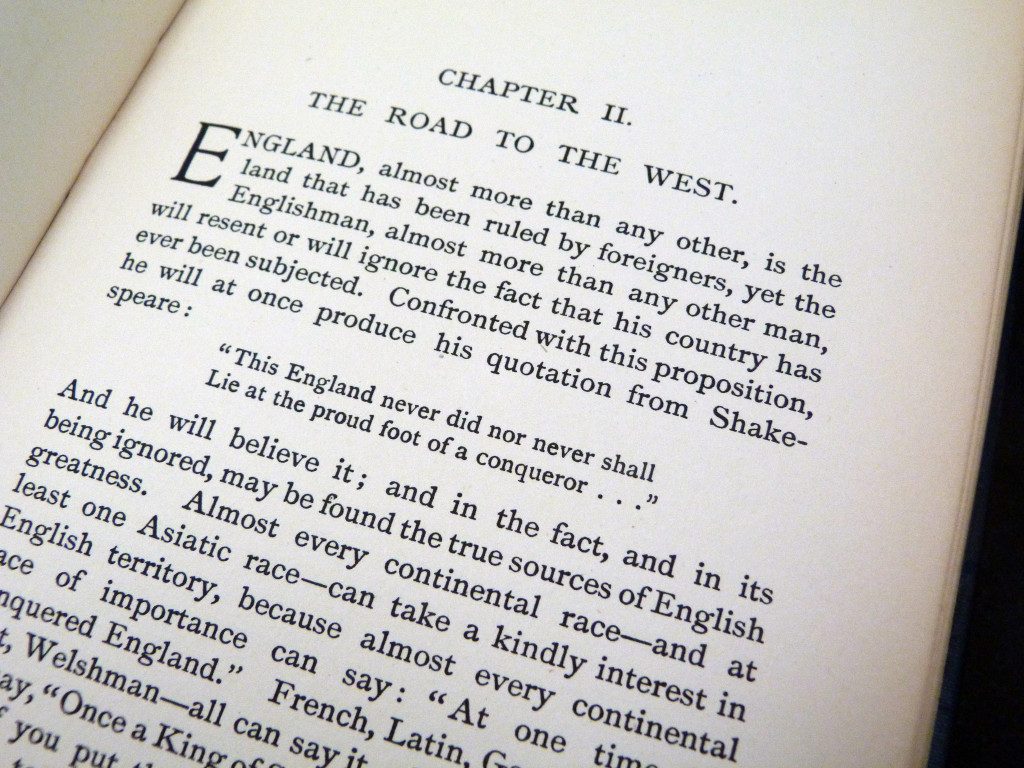 CHAPTER II.
THE ROAD TO THE WEST.
ENGLAND, almost more than any other, is the
land that has been ruled by foreigners, yet the
Englishman, almost more than any other man,
will resent or will ignore the fact that his country has
ever been subjected. Confronted with this proposition,
he will at once produce his quotation from Shake-
speare:
“This England never did nor never shall
Lie at the proud foot of a conqueror . . .”
And he will believe it; and in the fact, and in its
being ignored, may be found the true sources of English
greatness. Almost every continental race—and at
least one Asiatic race—can take a kindly interest in
English territory, because almost every continental
of importance can say: “At one
England.” French, Latin,
Welshman—all can say it
“Once a King of
you put